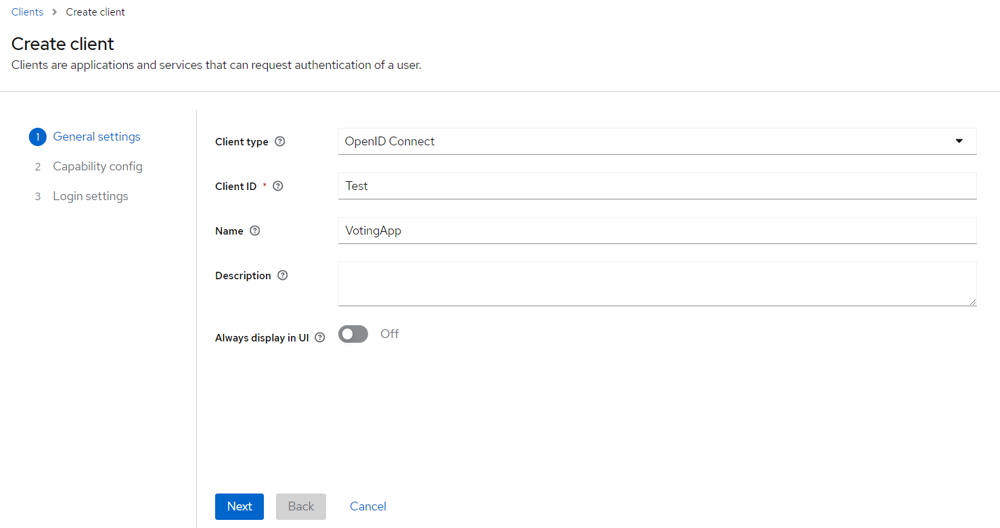 Clients > Create client
Create client
Clients are applications and services that can request authentication of a user.
1 General settings
2 Capability config
3 Login settings
Client type
OpenID Connect
Client ID *
Test
Name
VotingApp
Description
Always display in UI
Off
Next Back Cancel